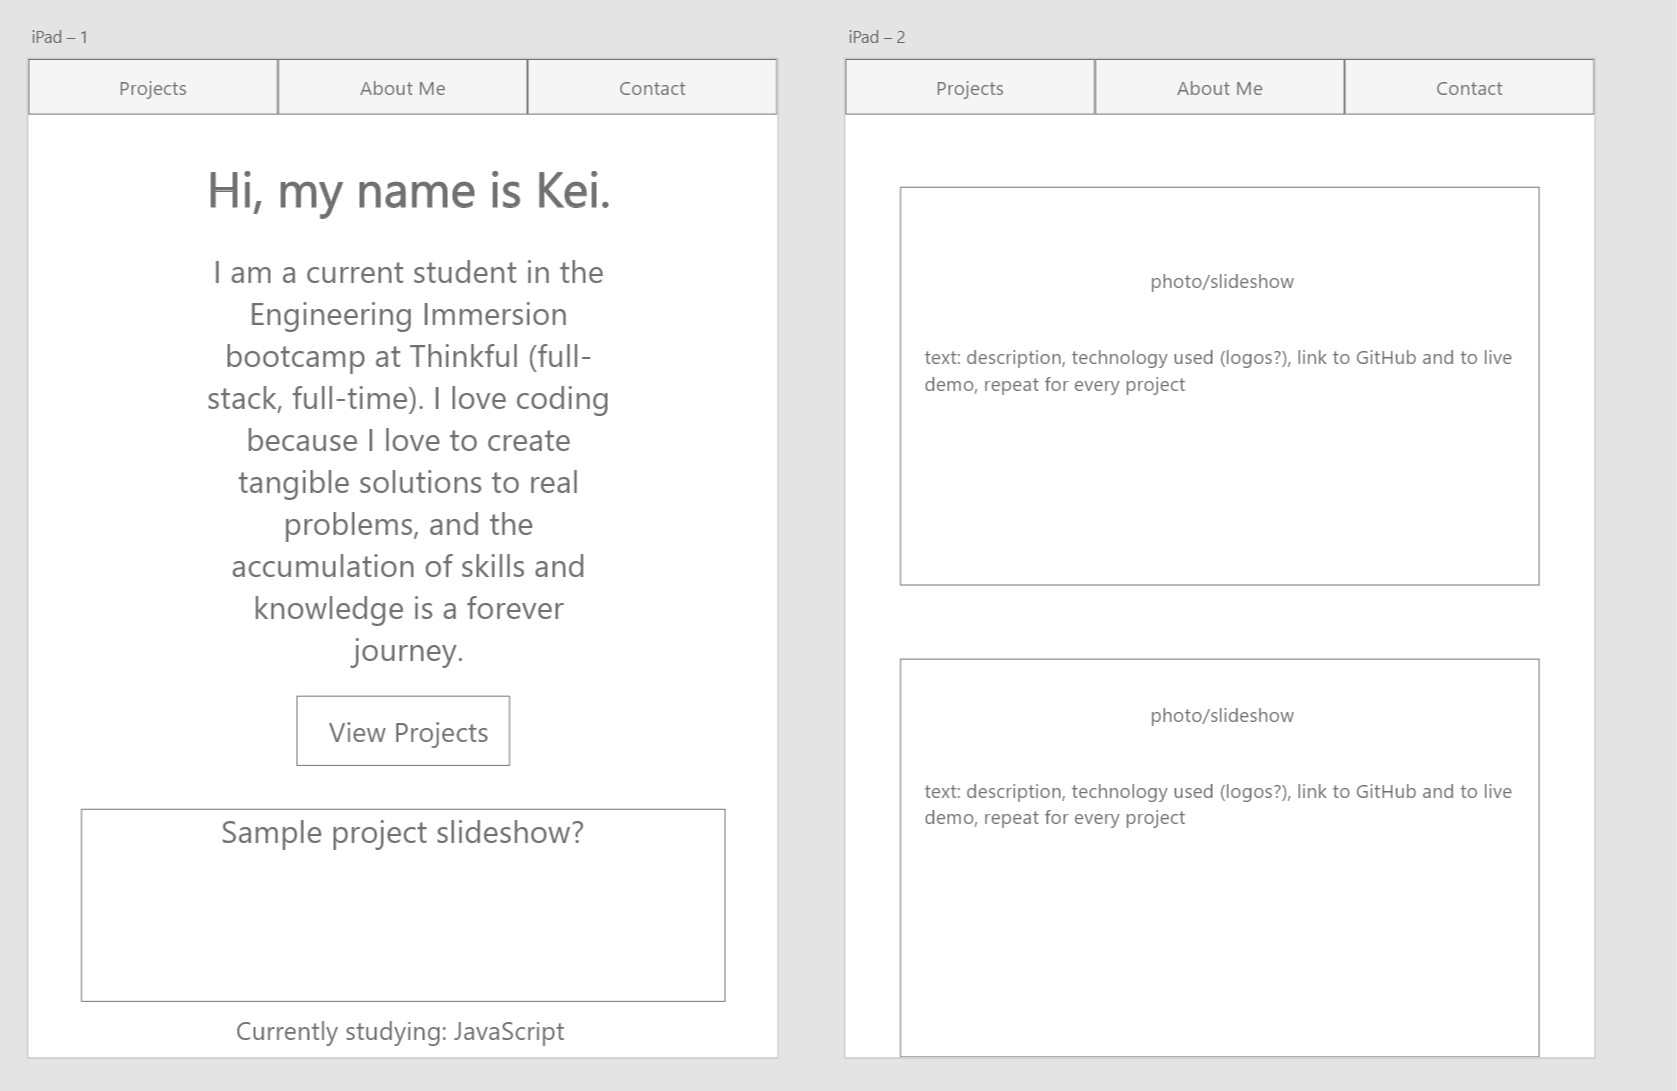 iPad – 1
Projects
About Me
Contact
Hi, my name is Kei.
I am a current student in the
Engineering Immersion
bootcamp at Thinkful (full-
stack, full-time). I love coding
because I love to create
tangible solutions to real
problems, and the
accumulation of skills and
knowledge is a forever
journey.
View Projects
Sample project slideshow?
Currently studying: JavaScript
iPad – 2
Projects
About Me
Contact
photo/slideshow
text: description, technology used (logos?), link to GitHub and to live
demo, repeat for every project
photo/slideshow
text: description, technology used (logos?), link to GitHub and to live
demo, repeat for every project